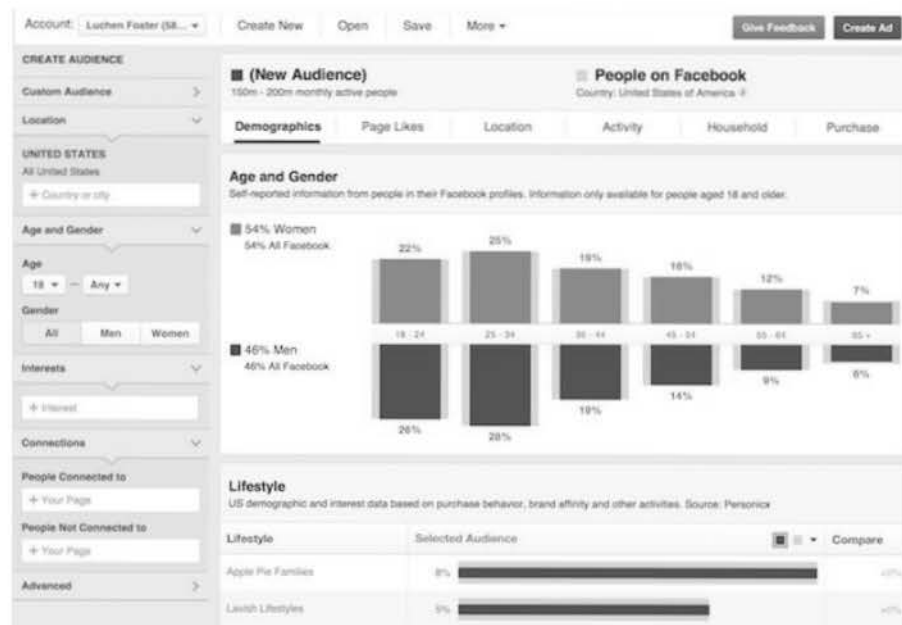 Account: Luchen Foster (58...
Create New Open Save More
Give Feedback Create Ad
CREATE AUDIENCE
Custom Audience
Location
UNITED STATES
All United States
+ Country or city
Age and Gender
Age
18 — Any
Gender
All Men Women
Interests
+ Interest
Connections
People Connected to
+ Your Page
People Not Connected to
+ Your Page
Advanced
(New Audience)
150m - 200m monthly active people
People on Facebook
Country: United States of America
Demographics Page Likes Location Activity Household Purchase
Age and Gender
Self-reported information from people in their Facebook profiles. Information only available for people aged 18 and older.
54% Women
54% All Facebook
22% 25% 19% 16% 12% 7%
18 - 24 25 - 34 35 - 44 45 - 54 55 - 64 65 +
46% Men
46% All Facebook
26% 28% 19% 14% 9% 6%
Lifestyle
US demographic and interest data based on purchase behavior, brand affinity and other activities. Source: Personicx
Lifestyle Selected Audience Compare
Apple Pie Families 8% +0%
Lavish Lifestyles 5% +0%